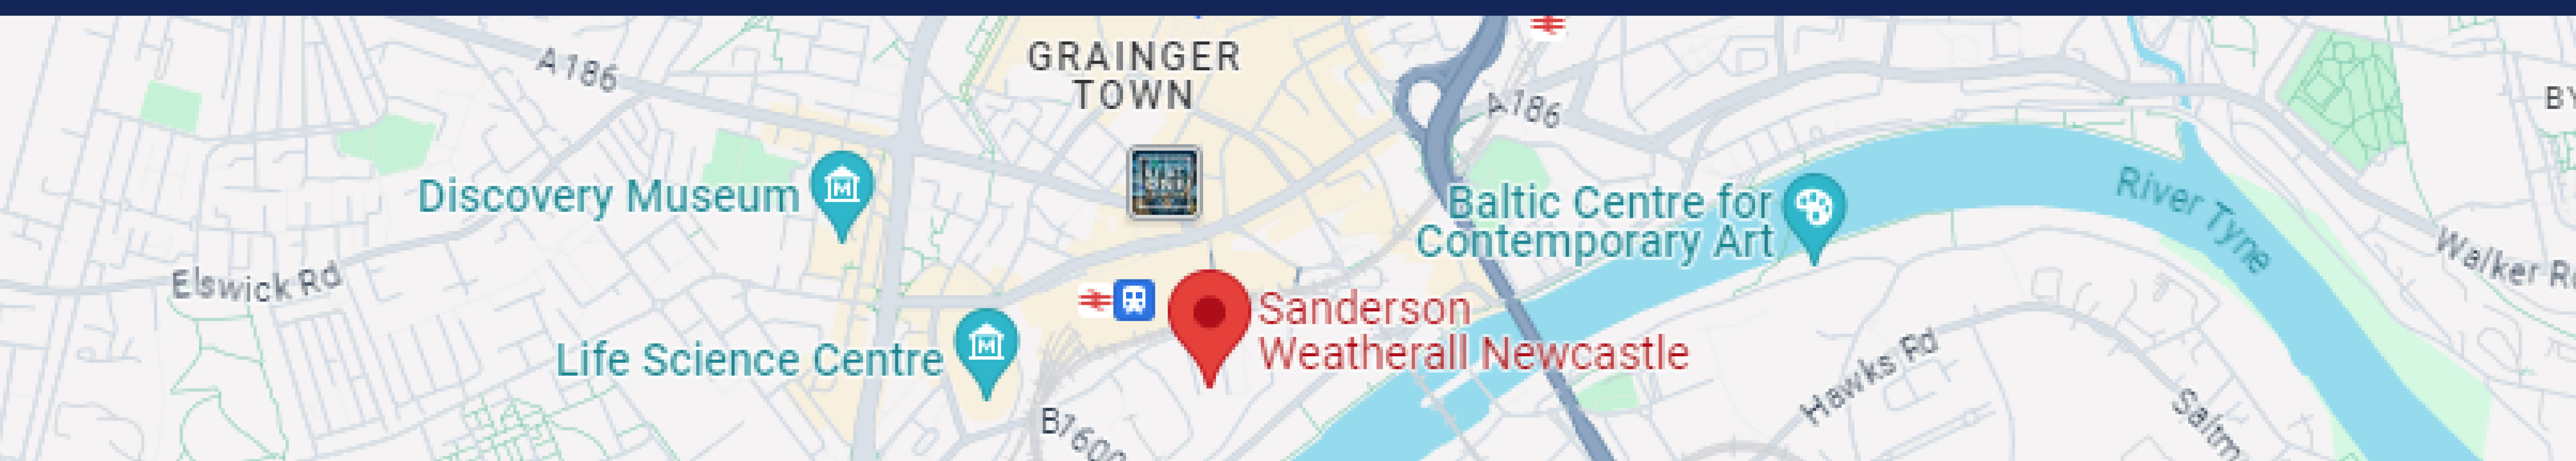 GRAINGER
TOWN
A186
A186
Discovery Museum
Baltic Centre for
Contemporary Art
River Tyne
Elswick Rd
Sanderson
Weatherall Newcastle
Life Science Centre
Hawks Rd
Walker